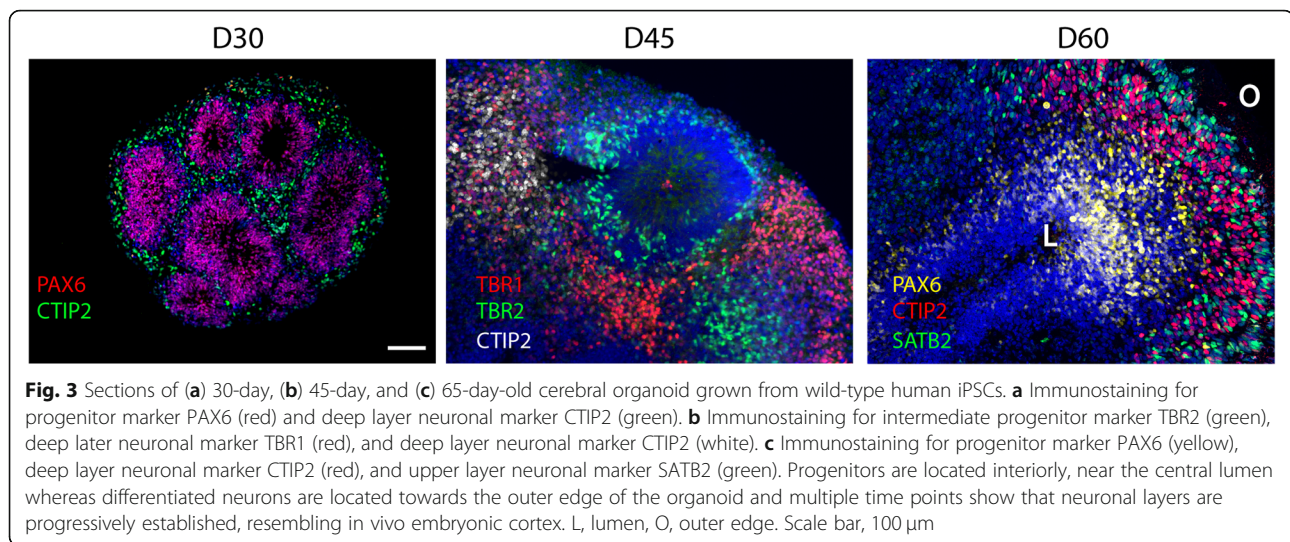 D30
D45
D60
PAX6
CTIP2
TBR1
TBR2
CTIP2
O
L
PAX6
CTIP2
SATB2
Fig. 3 Sections of (a) 30-day, (b) 45-day, and (c) 65-day-old cerebral organoid grown from wild-type human iPSCs. a Immunostaining for
progenitor marker PAX6 (red) and deep layer neuronal marker CTIP2 (green). b Immunostaining for intermediate progenitor marker TBR2 (green),
deep later neuronal marker TBR1 (red), and deep layer neuronal marker CTIP2 (white). c Immunostaining for progenitor marker PAX6 (yellow),
deep layer neuronal marker CTIP2 (red), and upper layer neuronal marker SATB2 (green). Progenitors are located interiorly, near the central lumen
whereas differentiated neurons are located towards the outer edge of the organoid and multiple time points show that neuronal layers are
progressively established, resembling in vivo embryonic cortex. L, lumen, O, outer edge. Scale bar, 100 μm